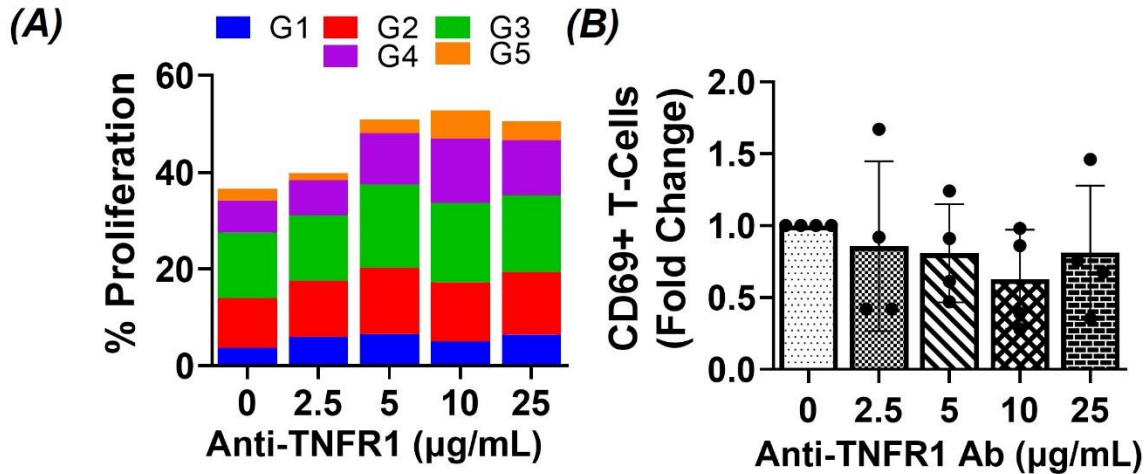 (A)
G1 G2 G3
G4 G5
% Proliferation
60
40
20
0
0 2.5 5 10 25
Anti-TNFR1 (µg/mL)
(B)
CD69+ T-Cells
(Fold Change)
2.0
1.5
1.0
0.5
0.0
0 2.5 5 10 25
Anti-TNFR1 Ab (µg/mL)